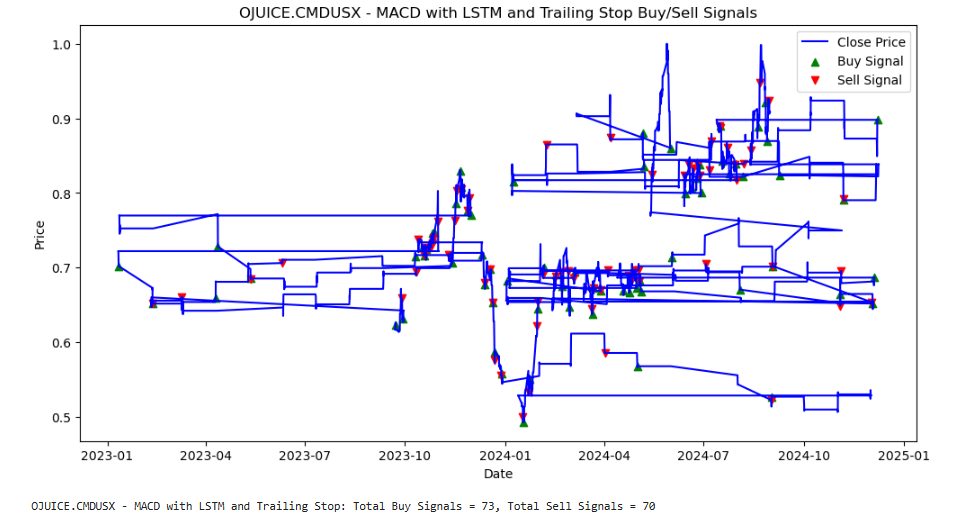 OJUICE.CMDUSX - MACD with LSTM and Trailing Stop Buy/Sell Signals
1.0
0.9
0.8
0.7
0.6
0.5
Price
Close Price
Buy Signal
Sell Signal
2023-01 2023-04 2023-07 2023-10 2024-01 2024-04 2024-07 2024-10 2025-01
Date
OJUICE.CMDUSX - MACD with LSTM and Trailing Stop: Total Buy Signals = 73, Total Sell Signals = 70